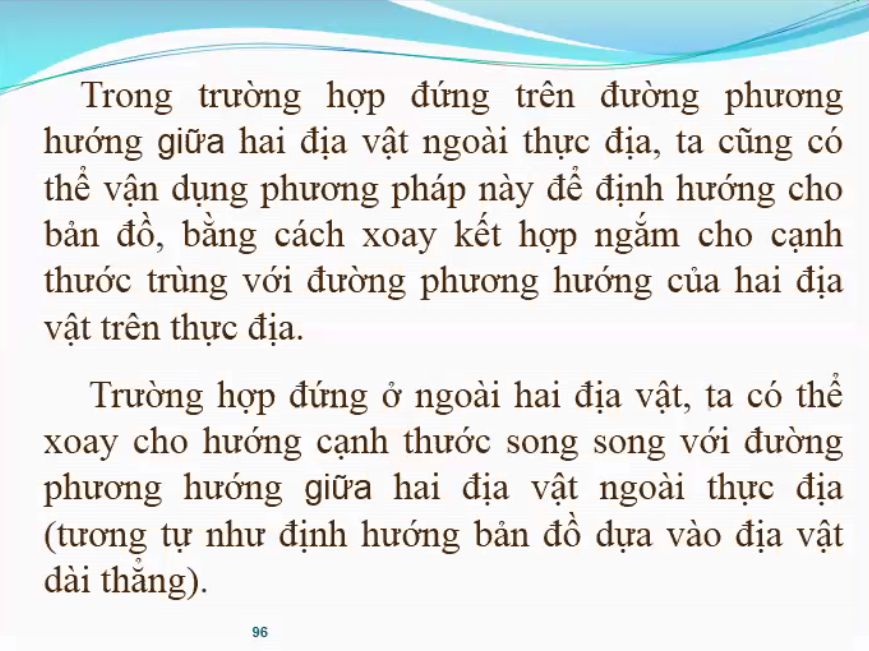 Trong trường hợp đứng trên đường phương
hướng giữa hai địa vật ngoài thực địa, ta cũng có
thể vận dụng phương pháp này để định hướng cho
bản đồ, bằng cách xoay kết hợp ngắm cho cạnh
thước trùng với đường phương hướng của hai địa
vật trên thực địa.
Trường hợp đứng ở ngoài hai địa vật, ta có thể
xoay cho hướng cạnh thước song song với đường
phương hướng giữa hai địa vật ngoài thực địa
(tương tự như định hướng bản đồ dựa vào địa vật
dài thẳng).
96